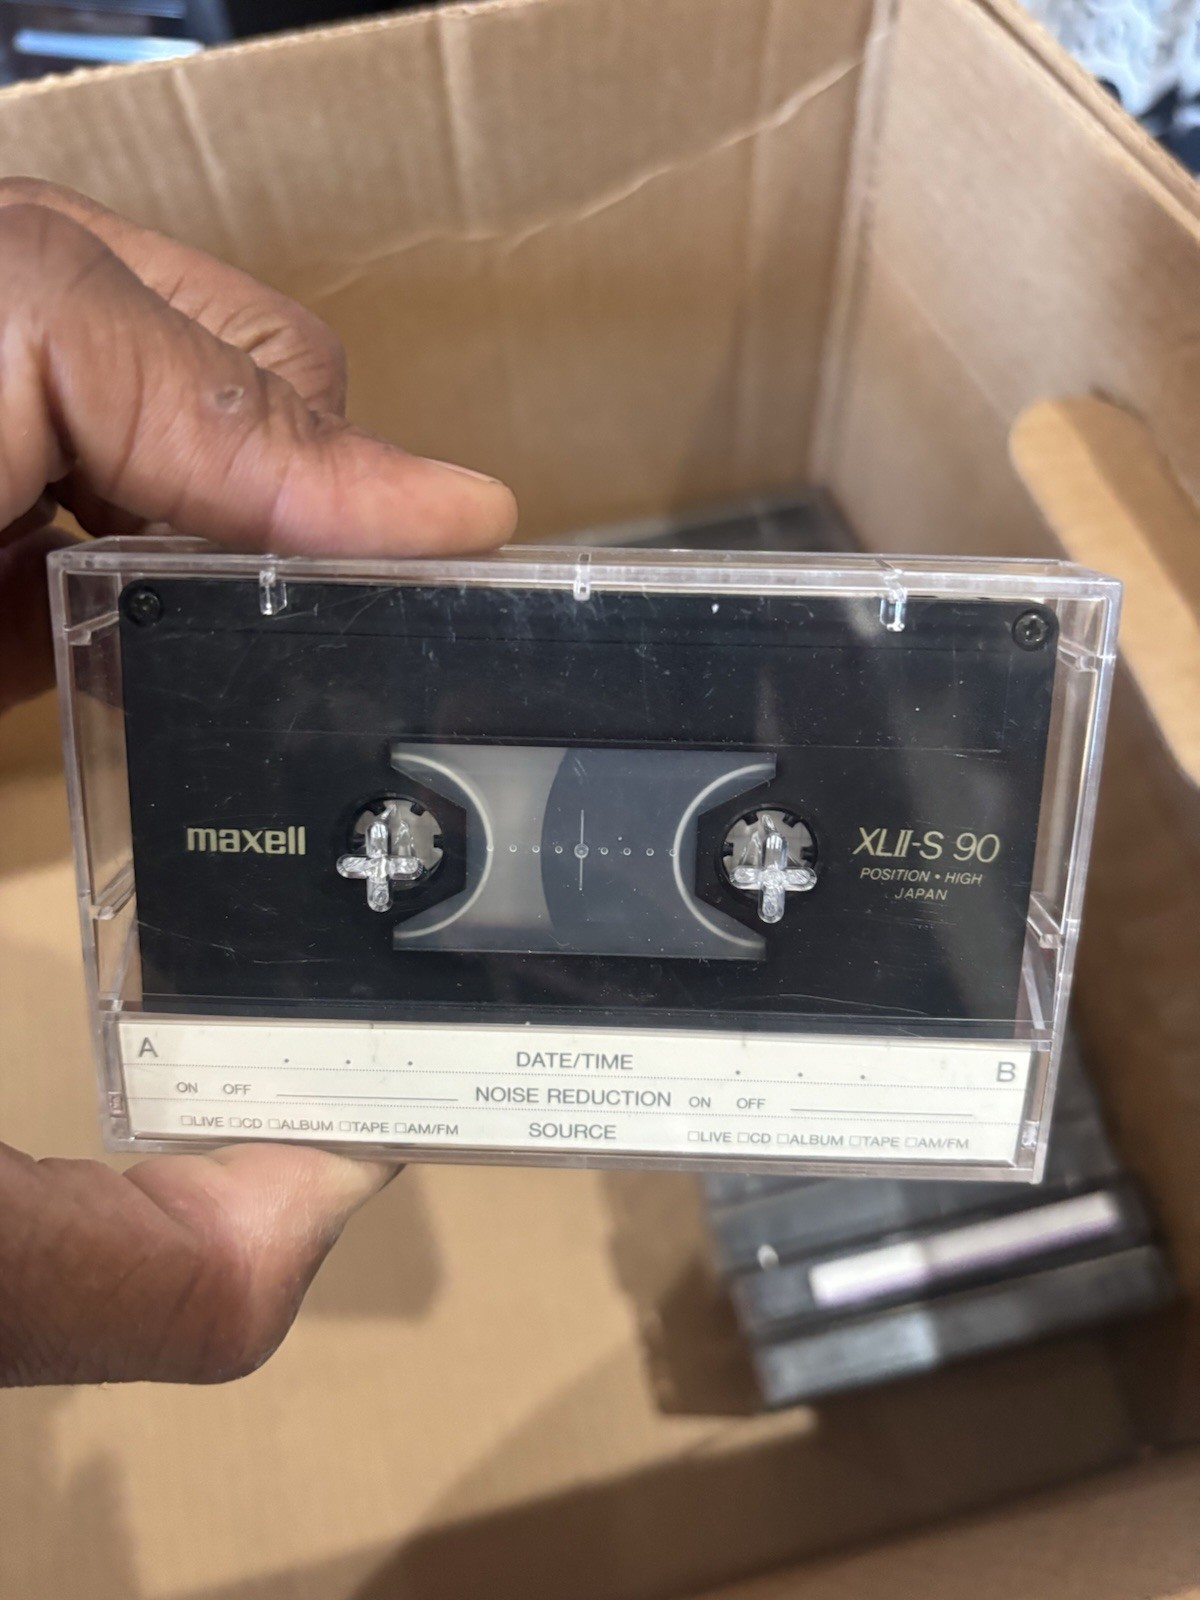 maxell
XLII-S 90
POSITION • HIGH
JAPAN
A
DATE/TIME
B
ON OFF
NOISE REDUCTION
ON OFF
□LIVE □CD □ALBUM □TAPE □AM/FM
SOURCE
□LIVE □CD □ALBUM □TAPE □AM/FM